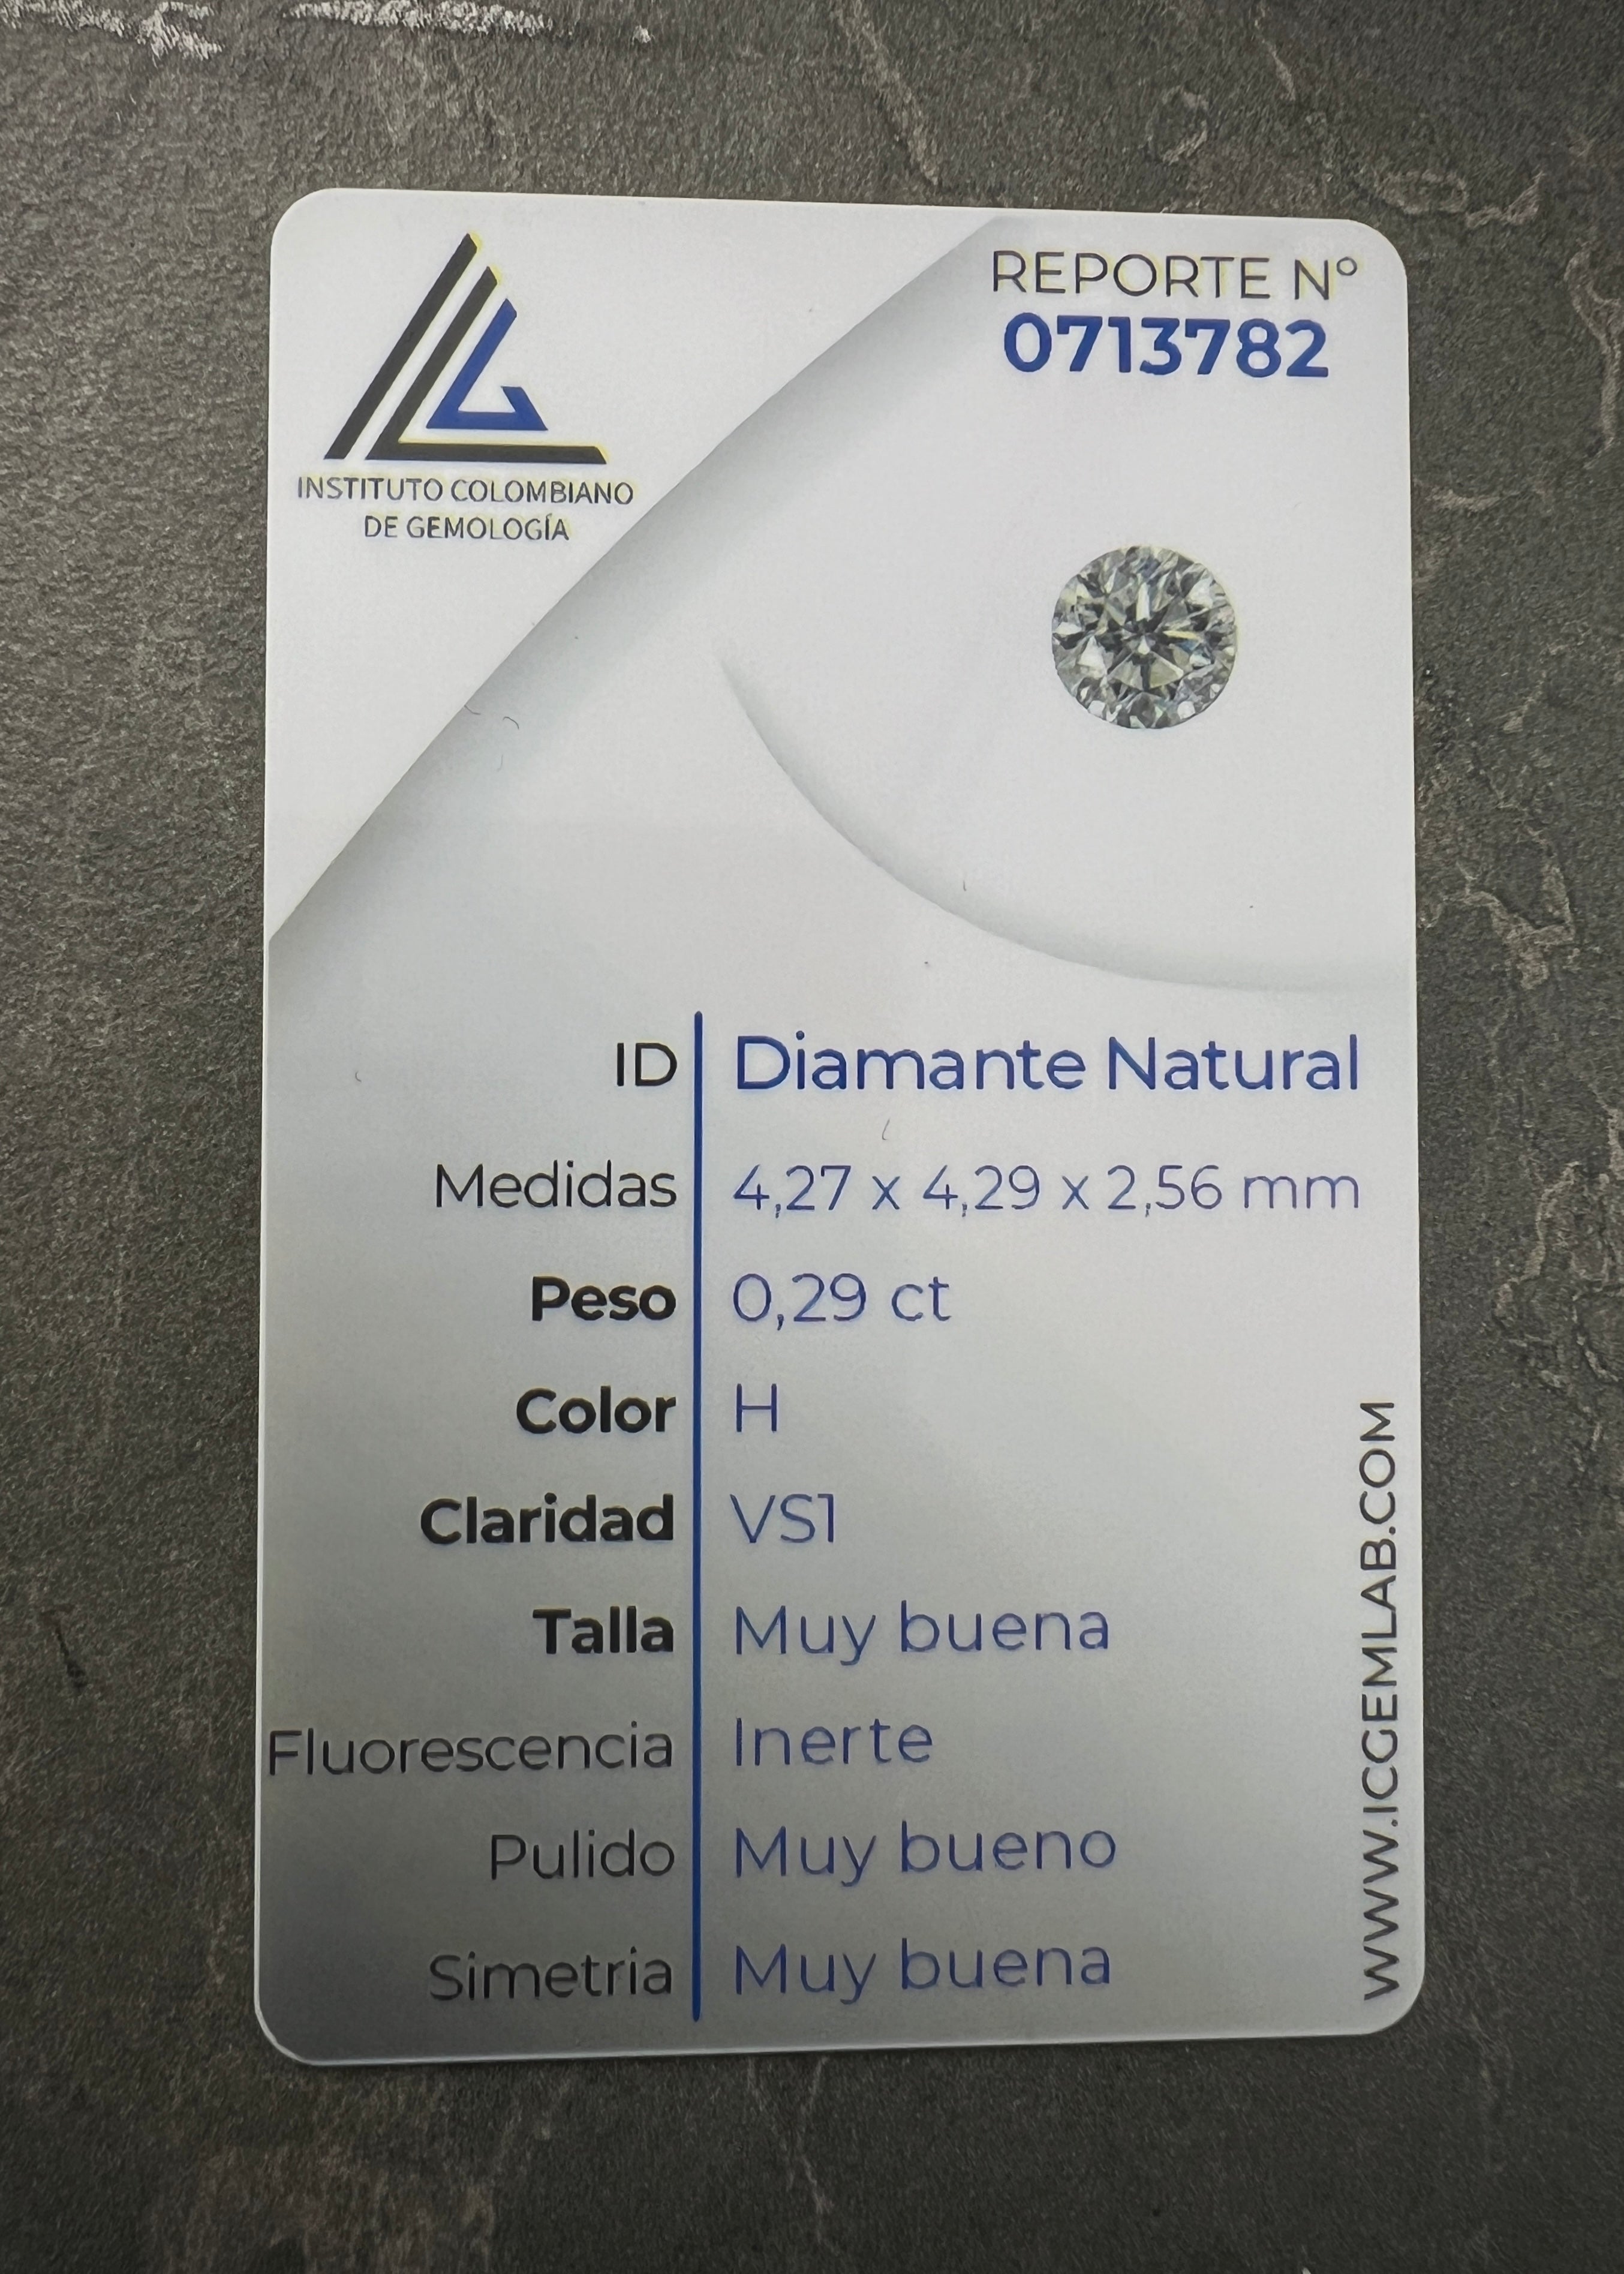 INSTITUTO COLOMBIANO
DE GEMOLOGÍA
REPORTE N°
0713782
ID Diamante Natural
Medidas 4,27 x 4,29 x 2,56 mm
Peso 0,29 ct
Color H
Claridad VS1
Talla Muy buena
Fluorescencia Inerte
Pulido Muy bueno
Simetria Muy buena
WWW.ICGEMLAB.COM